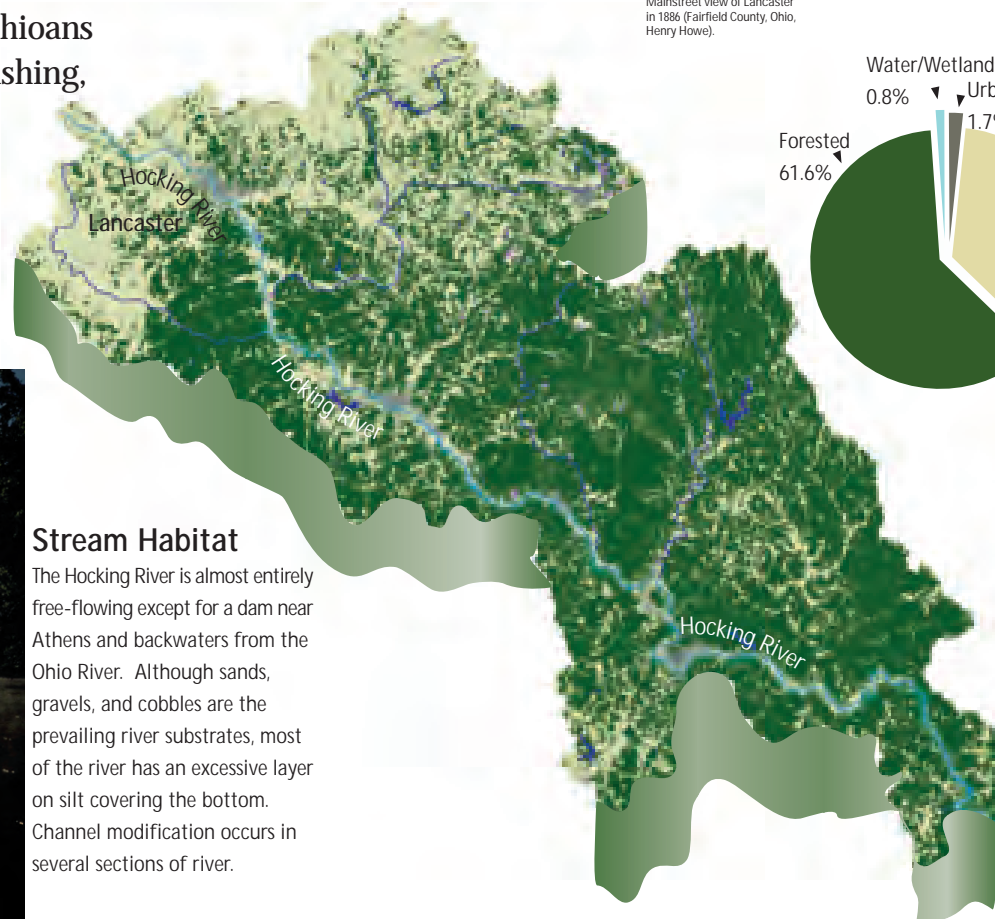 hioans
shing,
Mainstreet view of Lancaster
in 1886 (Fairfield County, Ohio,
Henry Howe).
Water/Wetland
0.8%
Urb
1.7%
Forested
61.6%
Hocking River
Lancaster
Hocking River
Hocking River
Stream Habitat
The Hocking River is almost entirely
free-flowing except for a dam near
Athens and backwaters from the
Ohio River. Although sands,
gravels, and cobbles are the
prevailing river substrates, most
of the river has an excessive layer
on silt covering the bottom.
Channel modification occurs in
several sections of river.